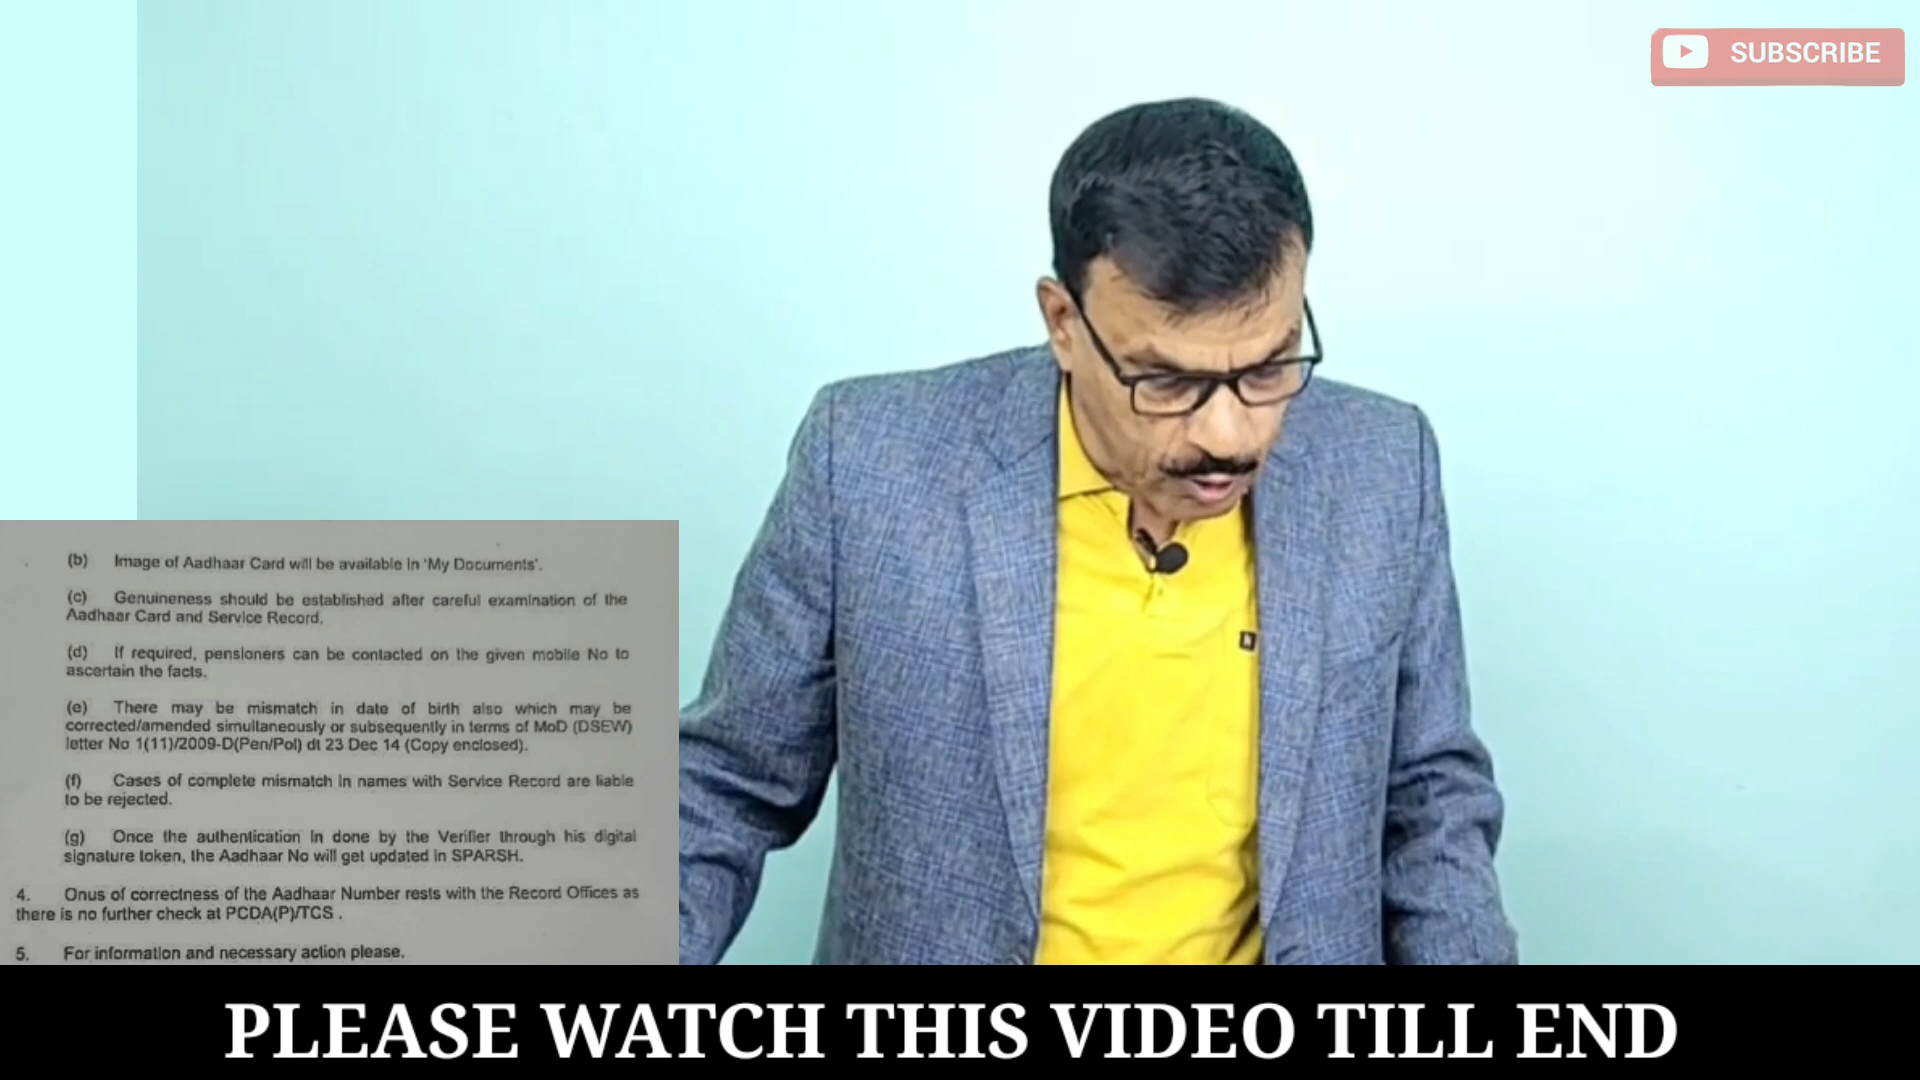 SUBSCRIBE
(b) Image of Aadhaar Card will be available in 'My Documents'.
(c) Genuineness should be established after careful examination of the
Aadhaar Card and Service Record.
(d) If required, pensioners can be contacted on the given mobile No to
ascertain the facts.
(e) There may be mismatch in date of birth also which may be
corrected/amended simultaneously or subsequently in terms of MoD (DSEW)
letter No 1(11)/2009-D(Pen/Pol) dt 23 Dec 14 (Copy enclosed).
(f) Cases of complete mismatch in names with Service Record are liable
to be rejected.
(g) Once the authentication in done by the Verifier through his digital
signature token, the Aadhaar No will get updated in SPARSH.
4. Onus of correctness of the Aadhaar Number rests with the Record Offices as
there is no further check at PCDA(P)/TCS .
5. For information and necessary action please.
PLEASE WATCH THIS VIDEO TILL END